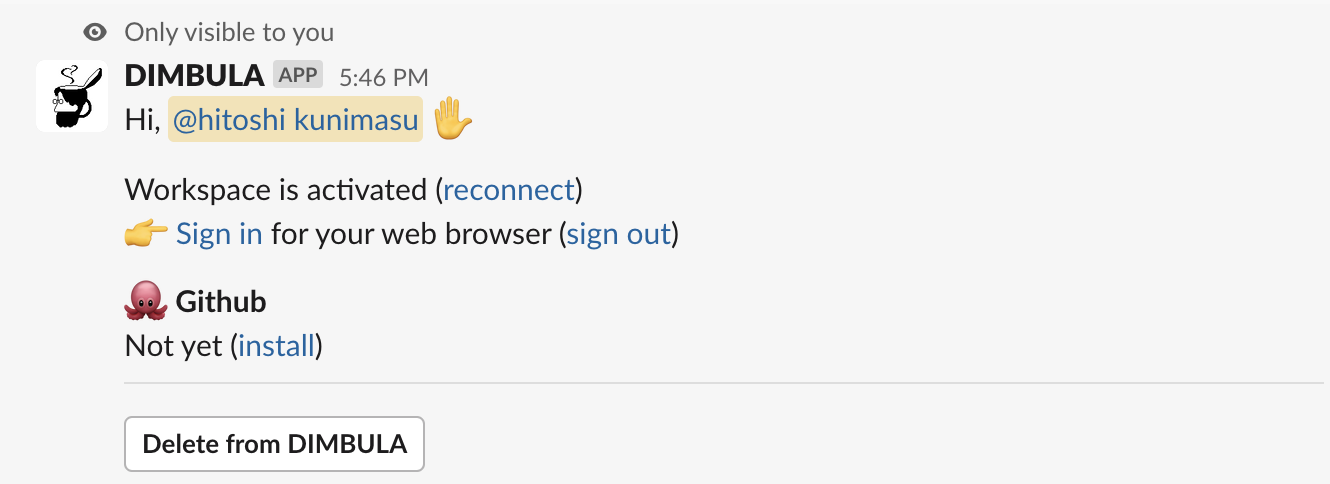 Only visible to you
DIMBULA APP 5:46 PM
Hi, @hitoshi kunimasu
Workspace is activated (reconnect)
Sign in for your web browser (sign out)
Github
Not yet (install)
Delete from DIMBULA